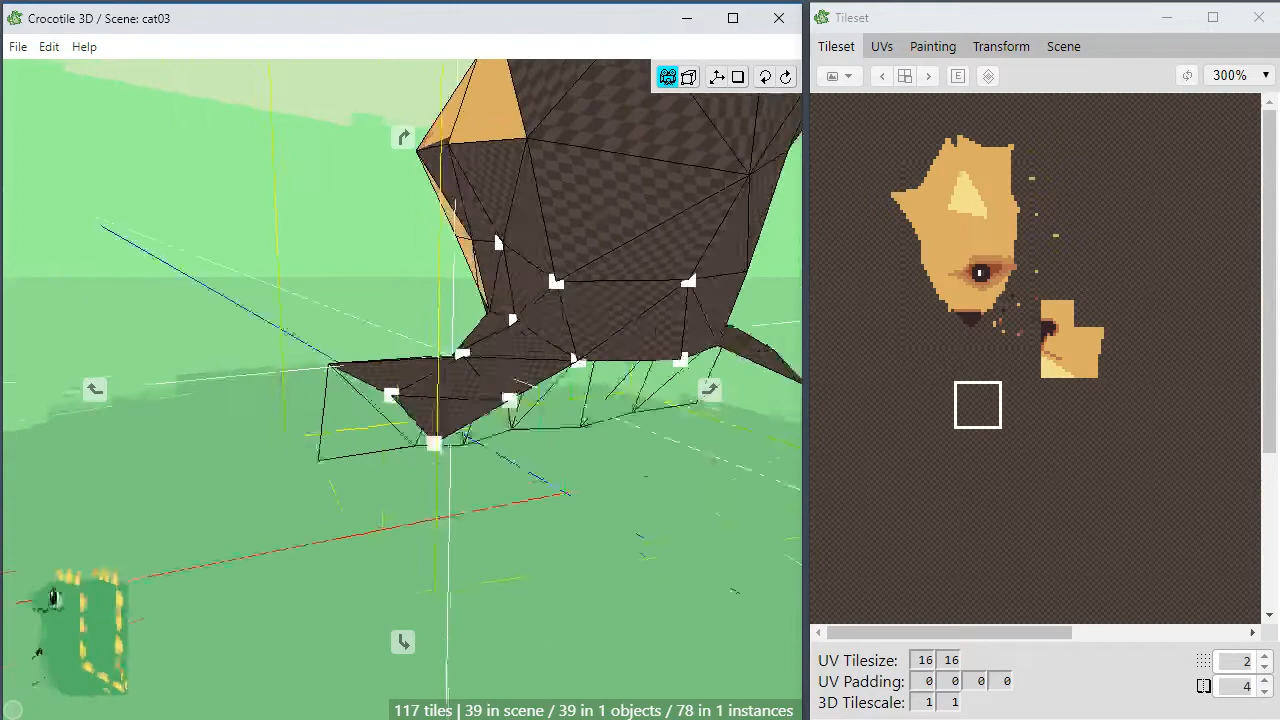 Crocotile 3D / Scene: cat03
File Edit Help
117 tiles | 39 in scene / 39 in 1 objects / 78 in 1 instances
Tileset
Tileset UVs Painting Transform Scene
E 300%
UV Tilesize: 16 16
UV Padding: 0 0 0 0
3D Tilescale: 1 1
2
4